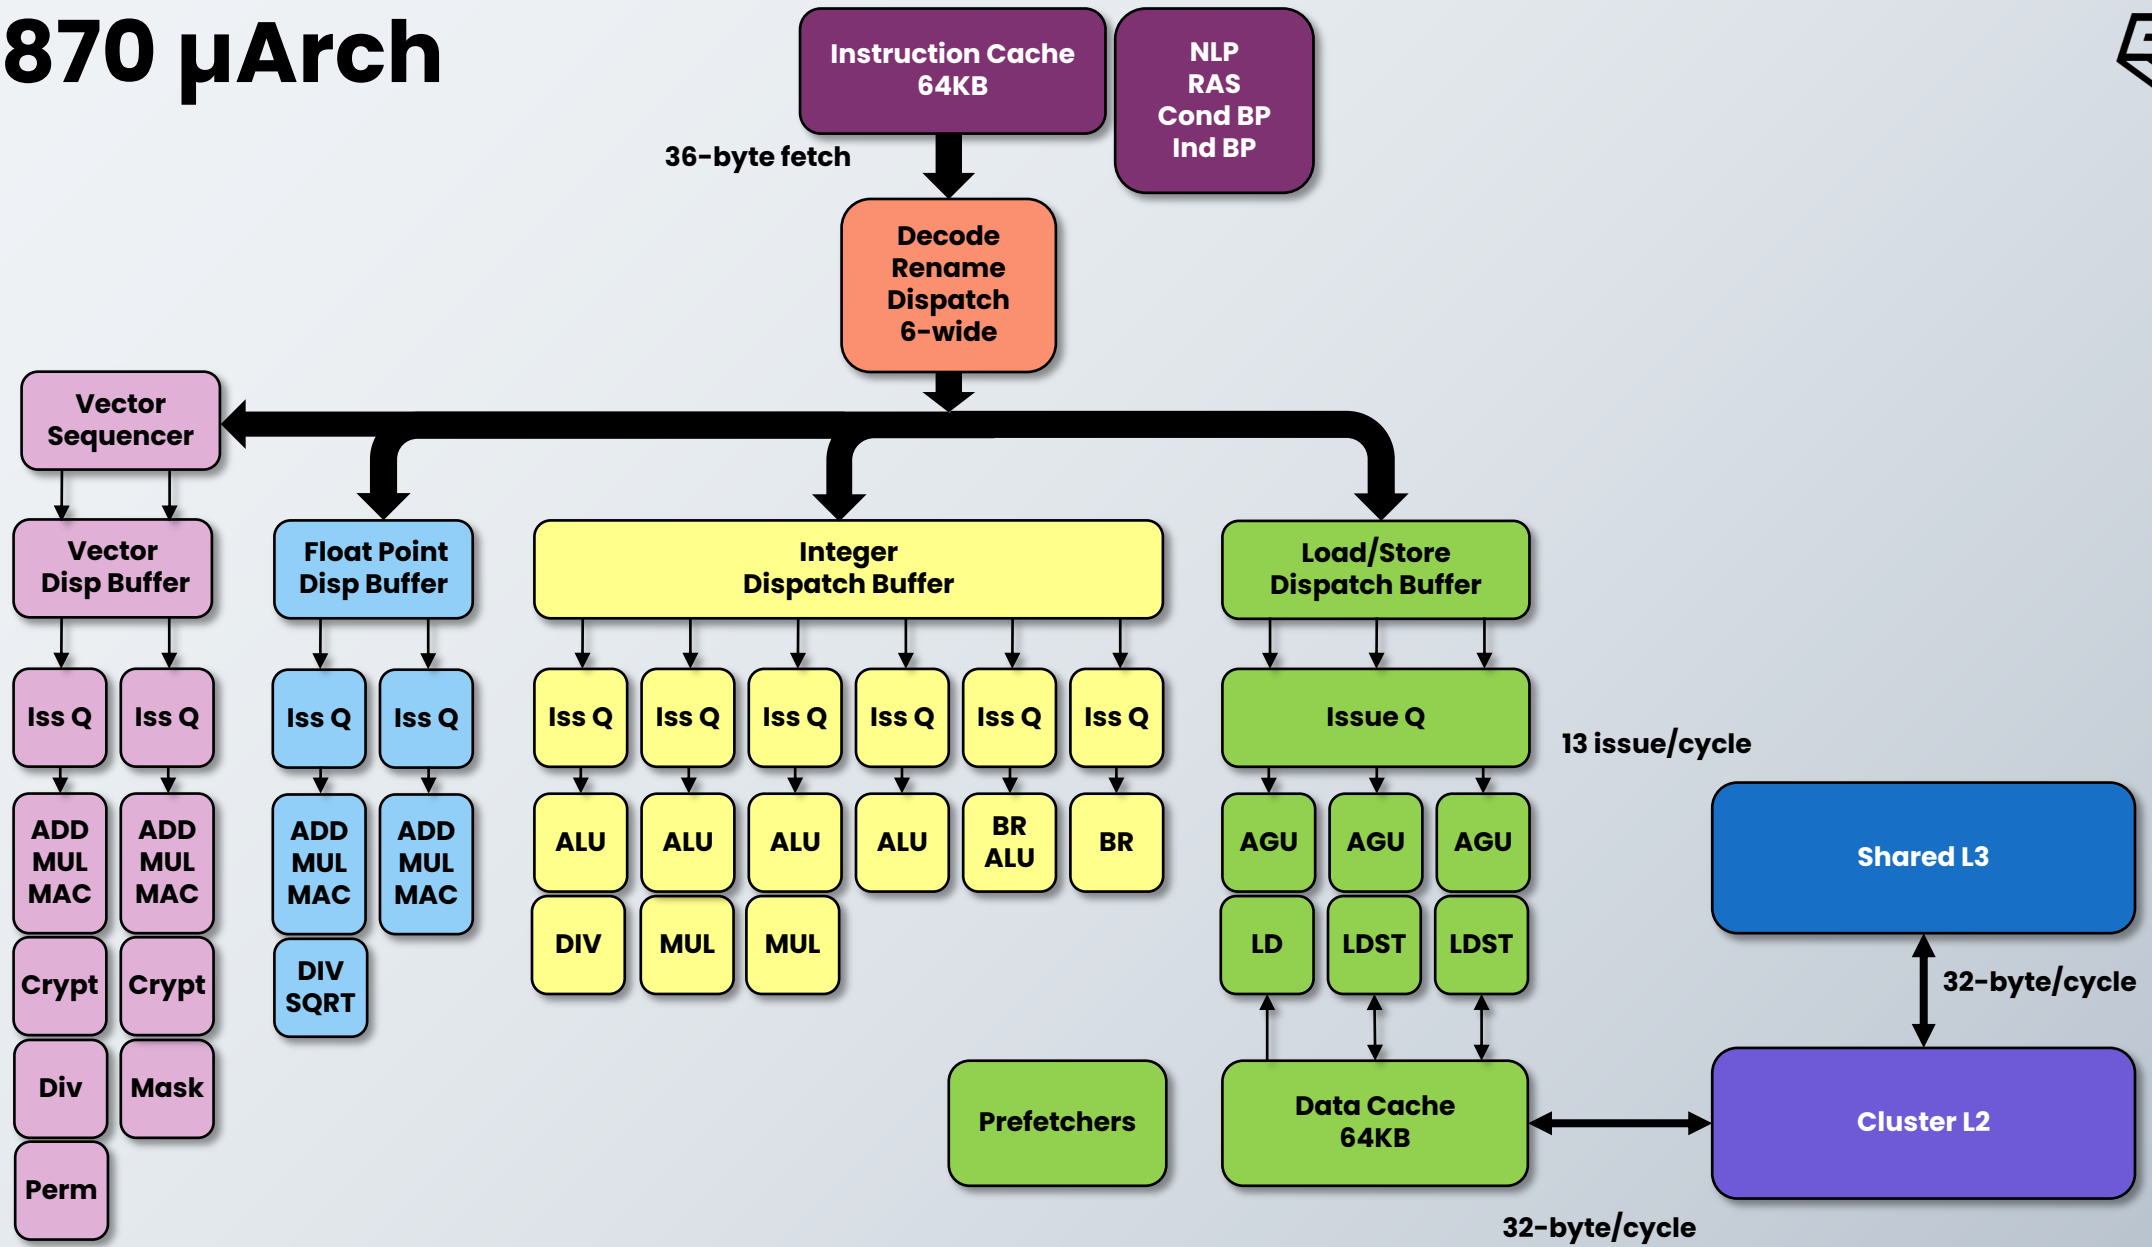 870 µArch
Instruction Cache
64KB
NLP
RAS
Cond BP
Ind BP
36-byte fetch
Decode
Rename
Dispatch
6-wide
Vector
Sequencer
Vector
Disp Buffer
Float Point
Disp Buffer
Integer
Dispatch Buffer
Load/Store
Dispatch Buffer
Iss Q
Iss Q
Iss Q
Iss Q
Iss Q
Iss Q
Iss Q
Iss Q
Iss Q
Iss Q
Issue Q
13 issue/cycle
ADD
MUL
MAC
ADD
MUL
MAC
ADD
MUL
MAC
ADD
MUL
MAC
ALU
ALU
ALU
ALU
BR
ALU
BR
AGU
AGU
AGU
Shared L3
Crypt
Crypt
DIV
SQRT
DIV
MUL
MUL
LD
LDST
LDST
32-byte/cycle
Div
Mask
Prefetchers
Data Cache
64KB
Cluster L2
Perm
32-byte/cycle